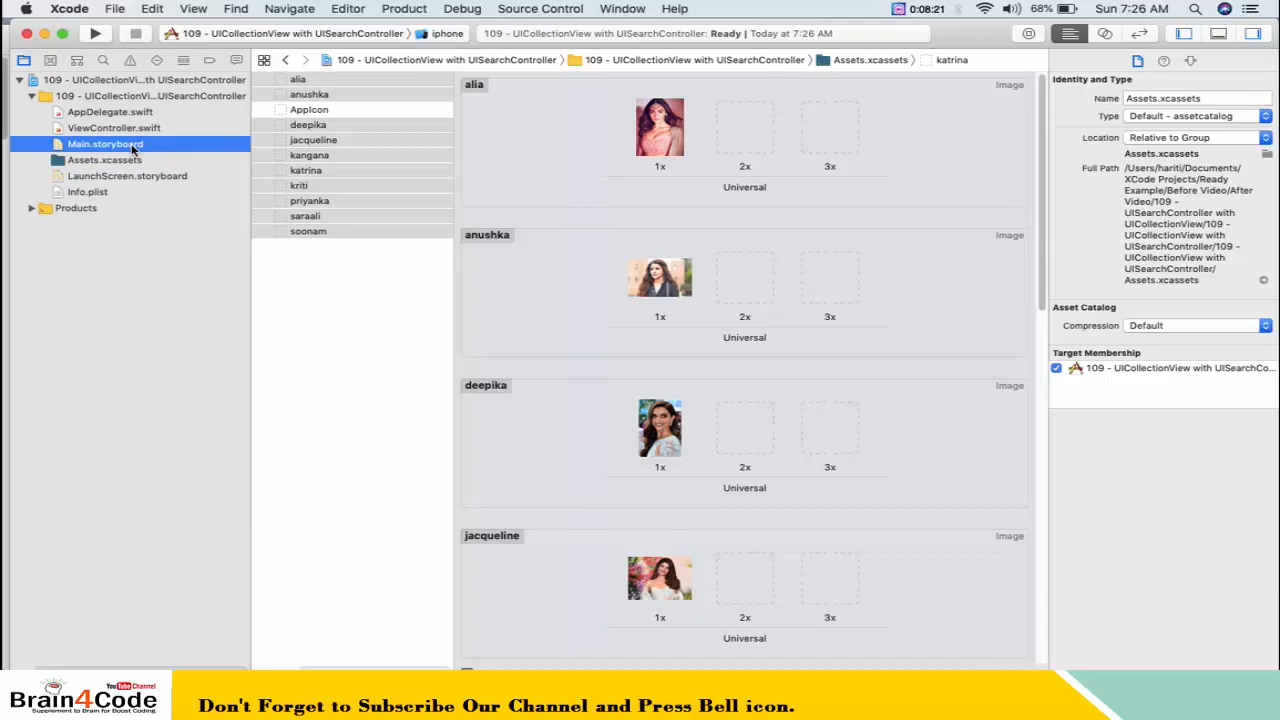 Xcode File Edit View Find Navigate Editor Product Debug Source Control Window Help 0:08:21 68% Sun 7:26 AM
109 - UICollectionView with UISearchController iphone 109 - UICollectionView with UISearchController: Ready | Today at 7:26 AM
109 - UICollectionView with UISearchController 109 - UICollectionView with UISearchController Assets.xcassets katrina
109 - UICollectionVi...th UISearchController
109 - UICollectionVi...UISearchController
AppDelegate.swift
ViewController.swift
Main.storyboard
Assets.xcassets
LaunchScreen.storyboard
Info.plist
Products
alia
anushka
AppIcon
deepika
jacqueline
kangana
katrina
kriti
priyanka
saraali
soonam
alia Image
1x 2x 3x
Universal
anushka Image
1x 2x 3x
Universal
deepika Image
1x 2x 3x
Universal
jacqueline Image
1x 2x 3x
Universal
Identity and Type
Name Assets.xcassets
Type Default - assetcatalog
Location Relative to Group
Assets.xcassets
Full Path /Users/hariti/Documents/
XCode Projects/Ready
Example/Before Video/After
Video/109 -
UISearchController with
UICollectionView/109 -
UICollectionView with
UISearchController/109 -
UICollectionView with
UISearchController/
Assets.xcassets
Asset Catalog
Compression Default
Target Membership
109 - UICollectionView with UISearchCo...
YouTube Channel
Brain4Code
Supplement to Brain for Boost Coding
Don't Forget to Subscribe Our Channel and Press Bell icon.